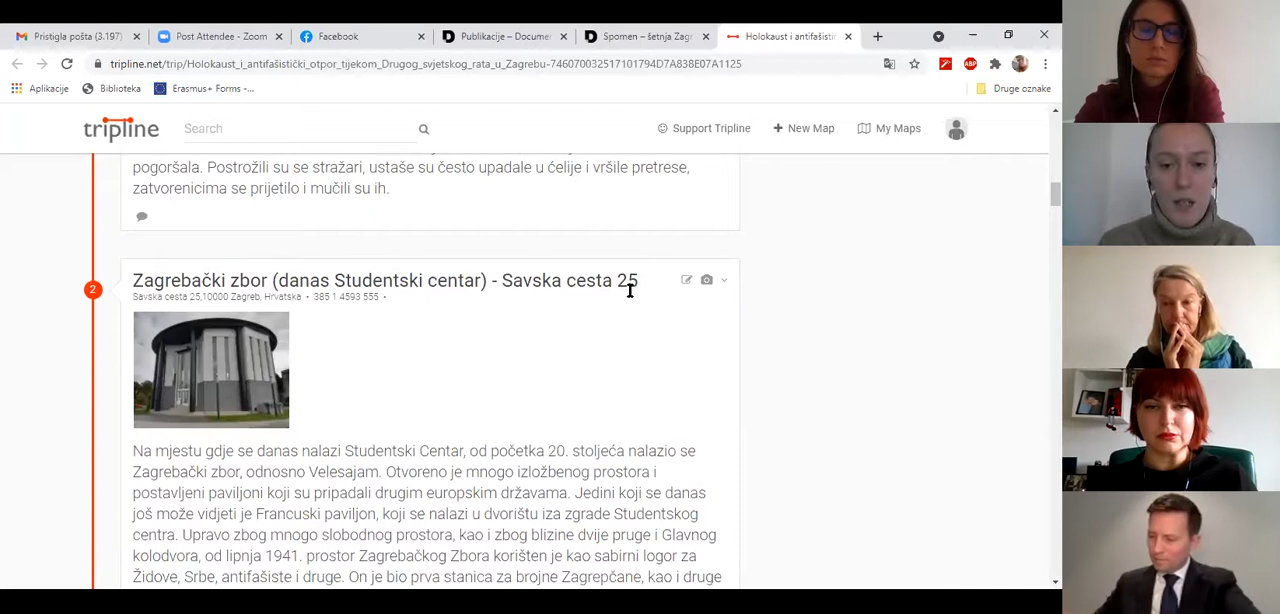 Pristigla pošta (3.197)
Post Attendee - Zoom
Facebook
Publikacije – Documen
Spomen – šetnja Zagr
Holokaust i antifašisti
tripline.net/trip/Holokaust_i_antifašistički_otpor_tijekom_Drugog_svjetskog_rata_u_Zagrebu-746070032517101794D7A838E07A1125
Aplikacije
Biblioteka
Erasmus+ Forms -...
Druge oznake
tripline
Search
Support Tripline
New Map
My Maps
pogoršala. Postrožili su se stražari, ustaše su često upadale u ćelije i vršile pretrese,
zatvorenicima se prijetilo i mučili su ih.
2
Zagrebački zbor (danas Studentski centar) - Savska cesta 25
Savska cesta 25,10000 Zagreb, Hrvatska • 385 1 4593 555 •
Na mjestu gdje se danas nalazi Studentski Centar, od početka 20. stoljeća nalazio se
Zagrebački zbor, odnosno Velesajam. Otvoreno je mnogo izložbenog prostora i
postavljeni paviljoni koji su pripadali drugim europskim državama. Jedini koji se danas
još može vidjeti je Francuski paviljon, koji se nalazi u dvorištu iza zgrade Studentskog
centra. Upravo zbog mnogo slobodnog prostora, kao i zbog blizine dvije pruge i Glavnog
kolodvora, od lipnja 1941. prostor Zagrebačkog Zbora korišten je kao sabirni logor za
Židove, Srbe, antifašiste i druge. On je bio prva stanica za brojne Zagrepčane, kao i druge